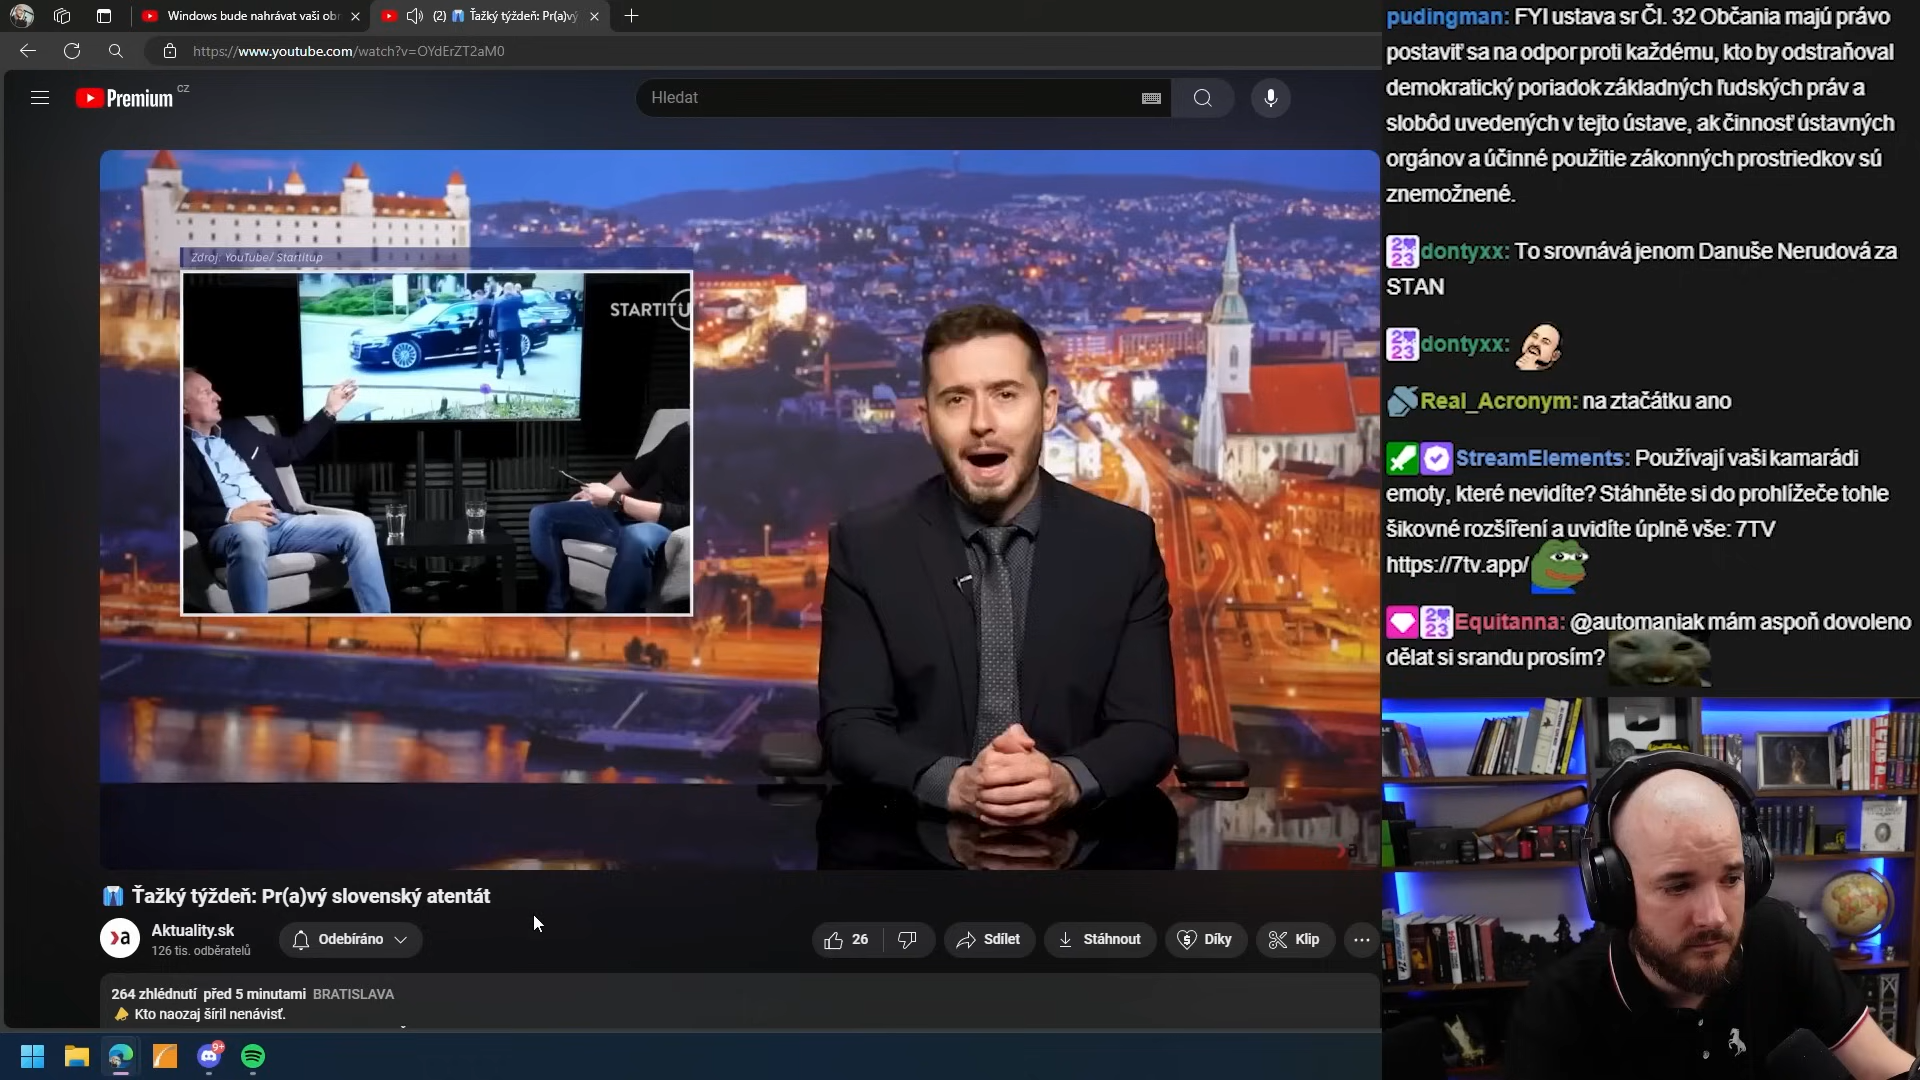 Windows bude nahrávat vaši obr
(2) Ťažký týždeň: Pr(a)vý
https://www.youtube.com/watch?v=OYdErZT2aM0
Premium CZ
Hledat
Zdroj: YouTube/ Startitup
STARTITU
Ťažký týždeň: Pr(a)vý slovenský atentát
Aktuality.sk
126 tis. odběratelů
Odebíráno
26
Sdílet
Stáhnout
Díky
Klip
264 zhlédnutí před 5 minutami BRATISLAVA
Kto naozaj šíril nenávisť.
9+
pudingman: FYI ustava sr Čl. 32 Občania majú právo
postaviť sa na odpor proti každému, kto by odstraňoval
demokratický poriadok základných ľudských práv a
slobôd uvedených v tejto ústave, ak činnosť ústavných
orgánov a účinné použitie zákonných prostriedkov sú
znemožnené.
dontyxx: To srovnává jenom Danuše Nerudová za
STAN
dontyxx:
Real_Acronym: na ztačátku ano
StreamElements: Používají vaši kamarádi
emoty, které nevidíte? Stáhněte si do prohlížeče tohle
šikovné rozšíření a uvidíte úplně vše: 7TV
https://7tv.app/
Equitanna: @automaniak mám aspoň dovoleno
dělat si srandu prosím?